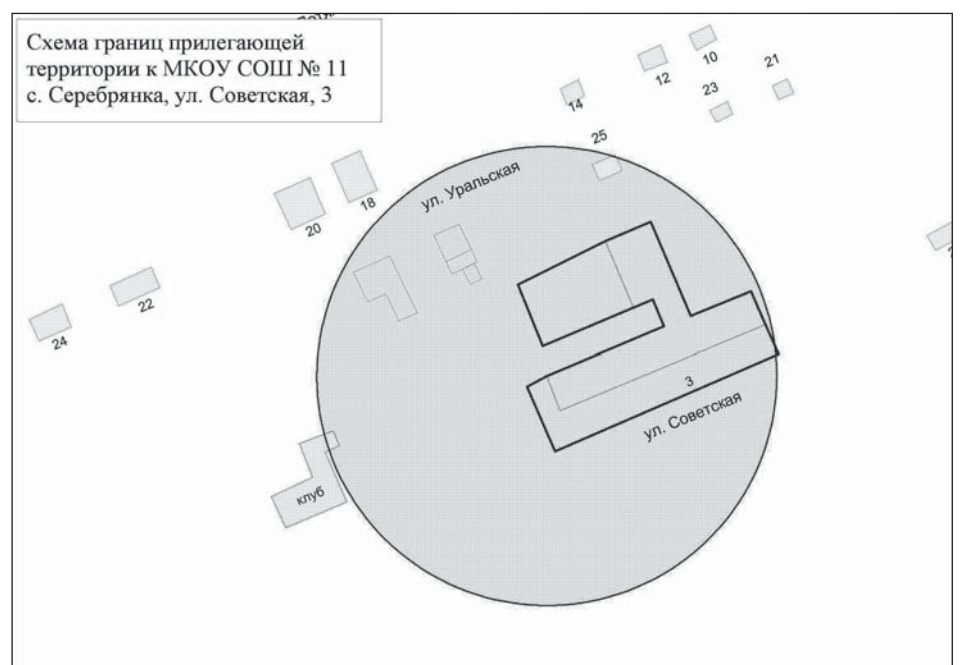 Схема границ прилегающей
территории к МКОУ СОШ № 11
с. Серебрянка, ул. Советская, 3
10
12
21
14
23
25
ул. Уральская
18
20
22
24
3
ул. Советская
клуб